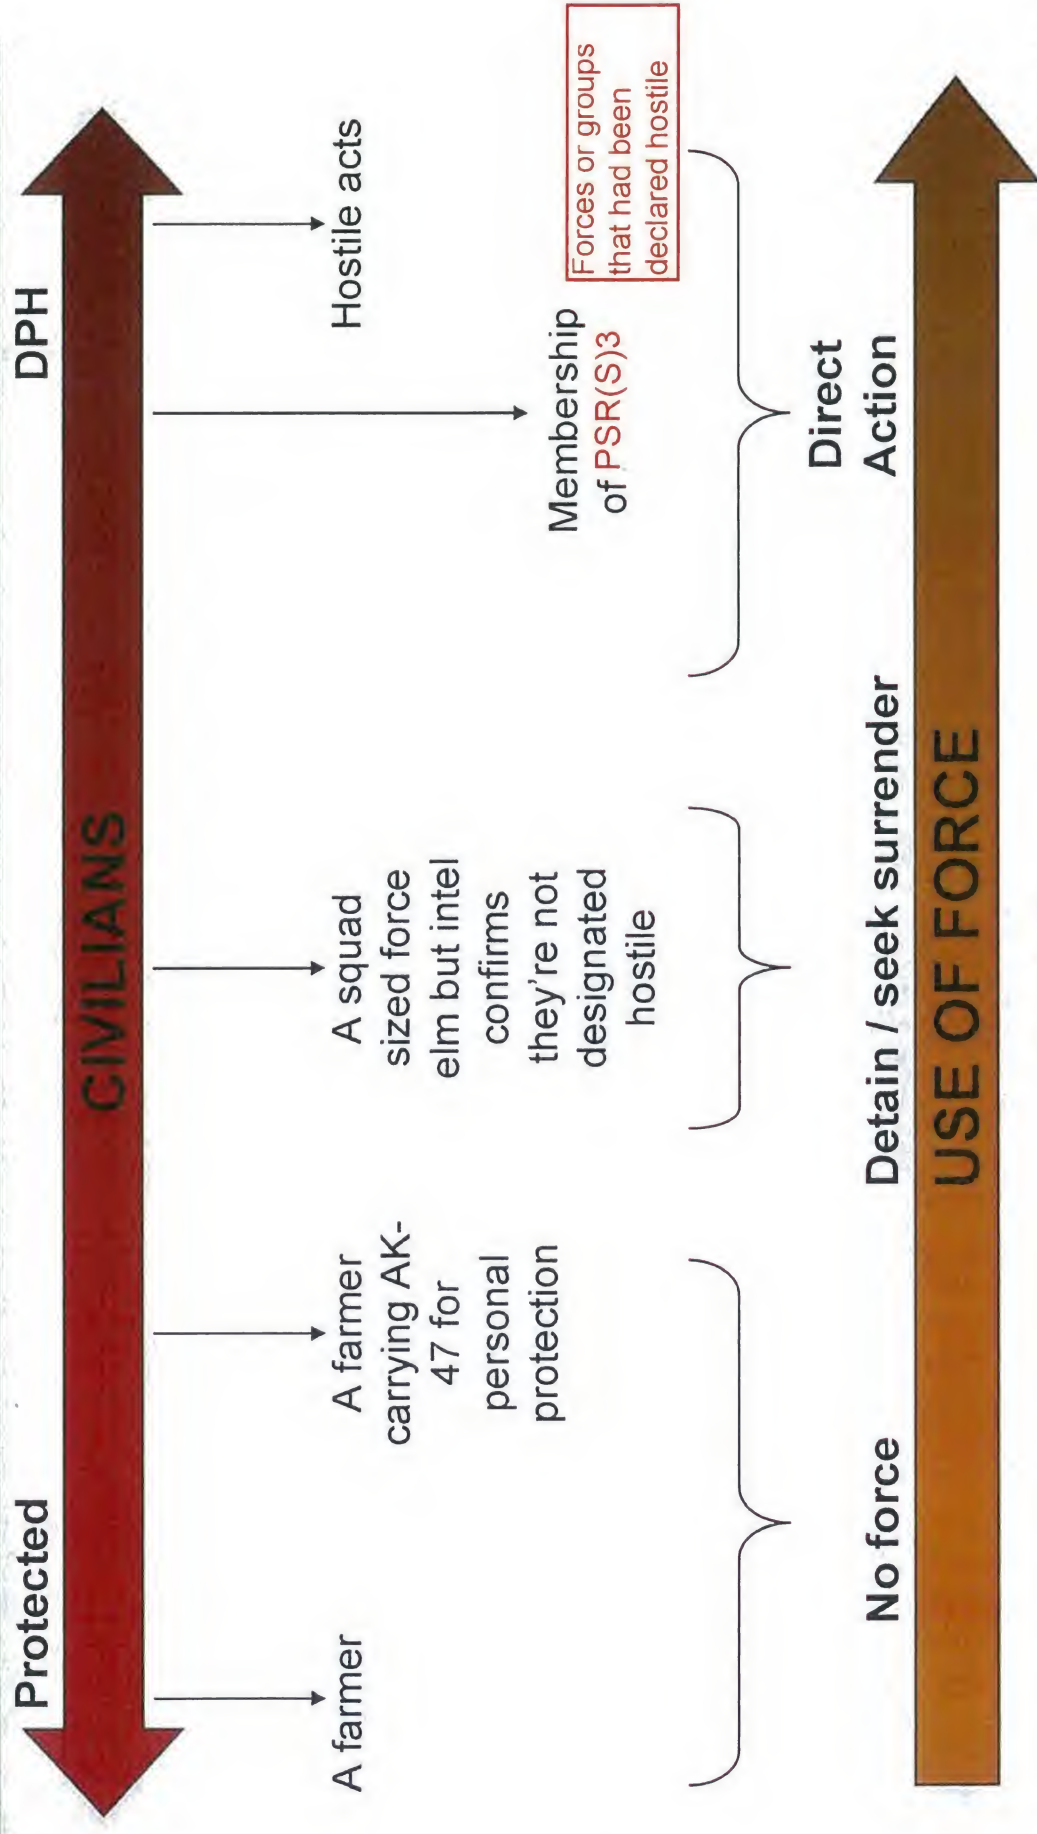 Protected
DPH
CIVILIANS
A farmer
A farmer
carrying AK-
47 for
personal
protection
A squad
sized force
elm but intel
confirms
they're not
designated
hostile
Hostile acts
Membership
of PSR(S)3
Forces or groups
that had been
declared hostile
No force
Detain / seek surrender
Direct
Action
USE OF FORCE